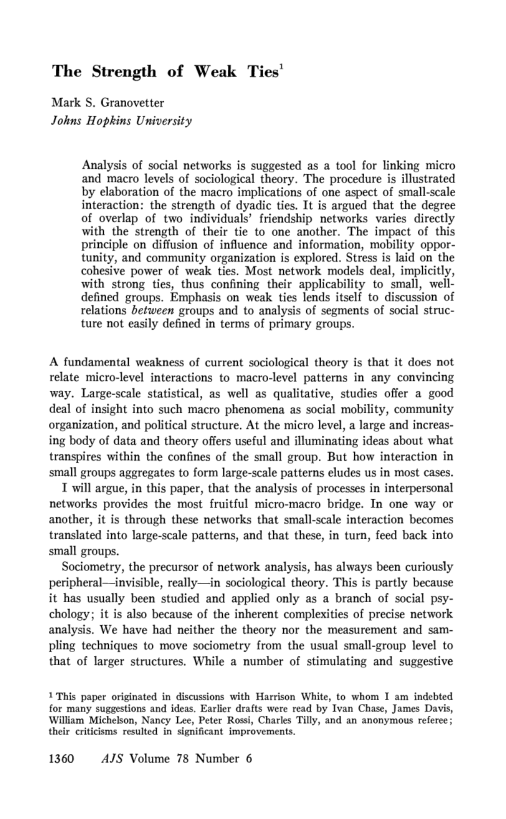 The Strength of Weak Ties¹
Mark S. Granovetter
Johns Hopkins University
Analysis of social networks is suggested as a tool for linking micro
and macro levels of sociological theory. The procedure is illustrated
by elaboration of the macro implications of one aspect of small-scale
interaction: the strength of dyadic ties. It is argued that the degree
of overlap of two individuals' friendship networks varies directly
with the strength of their tie to one another. The impact of this
principle on diffusion of influence and information, mobility oppor-
tunity, and community organization is explored. Stress is laid on the
cohesive power of weak ties. Most network models deal, implicitly,
with strong ties, thus confining their applicability to small, well-
defined groups. Emphasis on weak ties lends itself to discussion of
relations between groups and to analysis of segments of social struc-
ture not easily defined in terms of primary groups.
A fundamental weakness of current sociological theory is that it does not
relate micro-level interactions to macro-level patterns in any convincing
way. Large-scale statistical, as well as qualitative, studies offer a good
deal of insight into such macro phenomena as social mobility, community
organization, and political structure. At the micro level, a large and increas-
ing body of data and theory offers useful and illuminating ideas about what
transpires within the confines of the small group. But how interaction in
small groups aggregates to form large-scale patterns eludes us in most cases.
I will argue, in this paper, that the analysis of processes in interpersonal
networks provides the most fruitful micro-macro bridge. In one way or
another, it is through these networks that small-scale interaction becomes
translated into large-scale patterns, and that these, in turn, feed back into
small groups.
Sociometry, the precursor of network analysis, has always been curiously
peripheral—invisible, really—in sociological theory. This is partly because
it has usually been studied and applied only as a branch of social psy-
chology; it is also because of the inherent complexities of precise network
analysis. We have had neither the theory nor the measurement and sam-
pling techniques to move sociometry from the usual small-group level to
that of larger structures. While a number of stimulating and suggestive
¹ This paper originated in discussions with Harrison White, to whom I am indebted
for many suggestions and ideas. Earlier drafts were read by Ivan Chase, James Davis,
William Michelson, Nancy Lee, Peter Rossi, Charles Tilly, and an anonymous referee;
their criticisms resulted in significant improvements.
1360 AJS Volume 78 Number 6